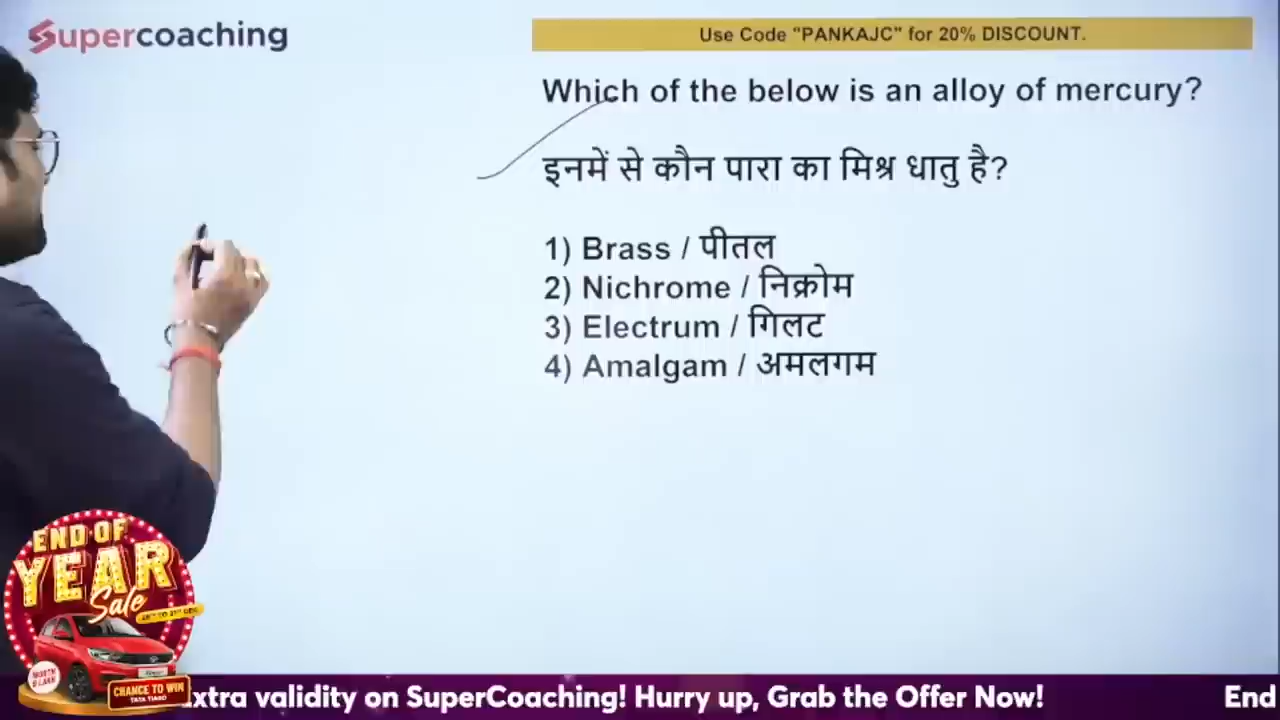 Supercoaching
Use Code "PANKAJC" for 20% DISCOUNT.
Which of the below is an alloy of mercury?
इनमें से कौन पारा का मिश्र धातु है?
1) Brass / पीतल
2) Nichrome / निक्रोम
3) Electrum / गिलट
4) Amalgam / अमलगम
END OF
YEAR
Sale
CHANCE TO WIN
TATA TIAGO
xtra validity on SuperCoaching! Hurry up, Grab the Offer Now!
End